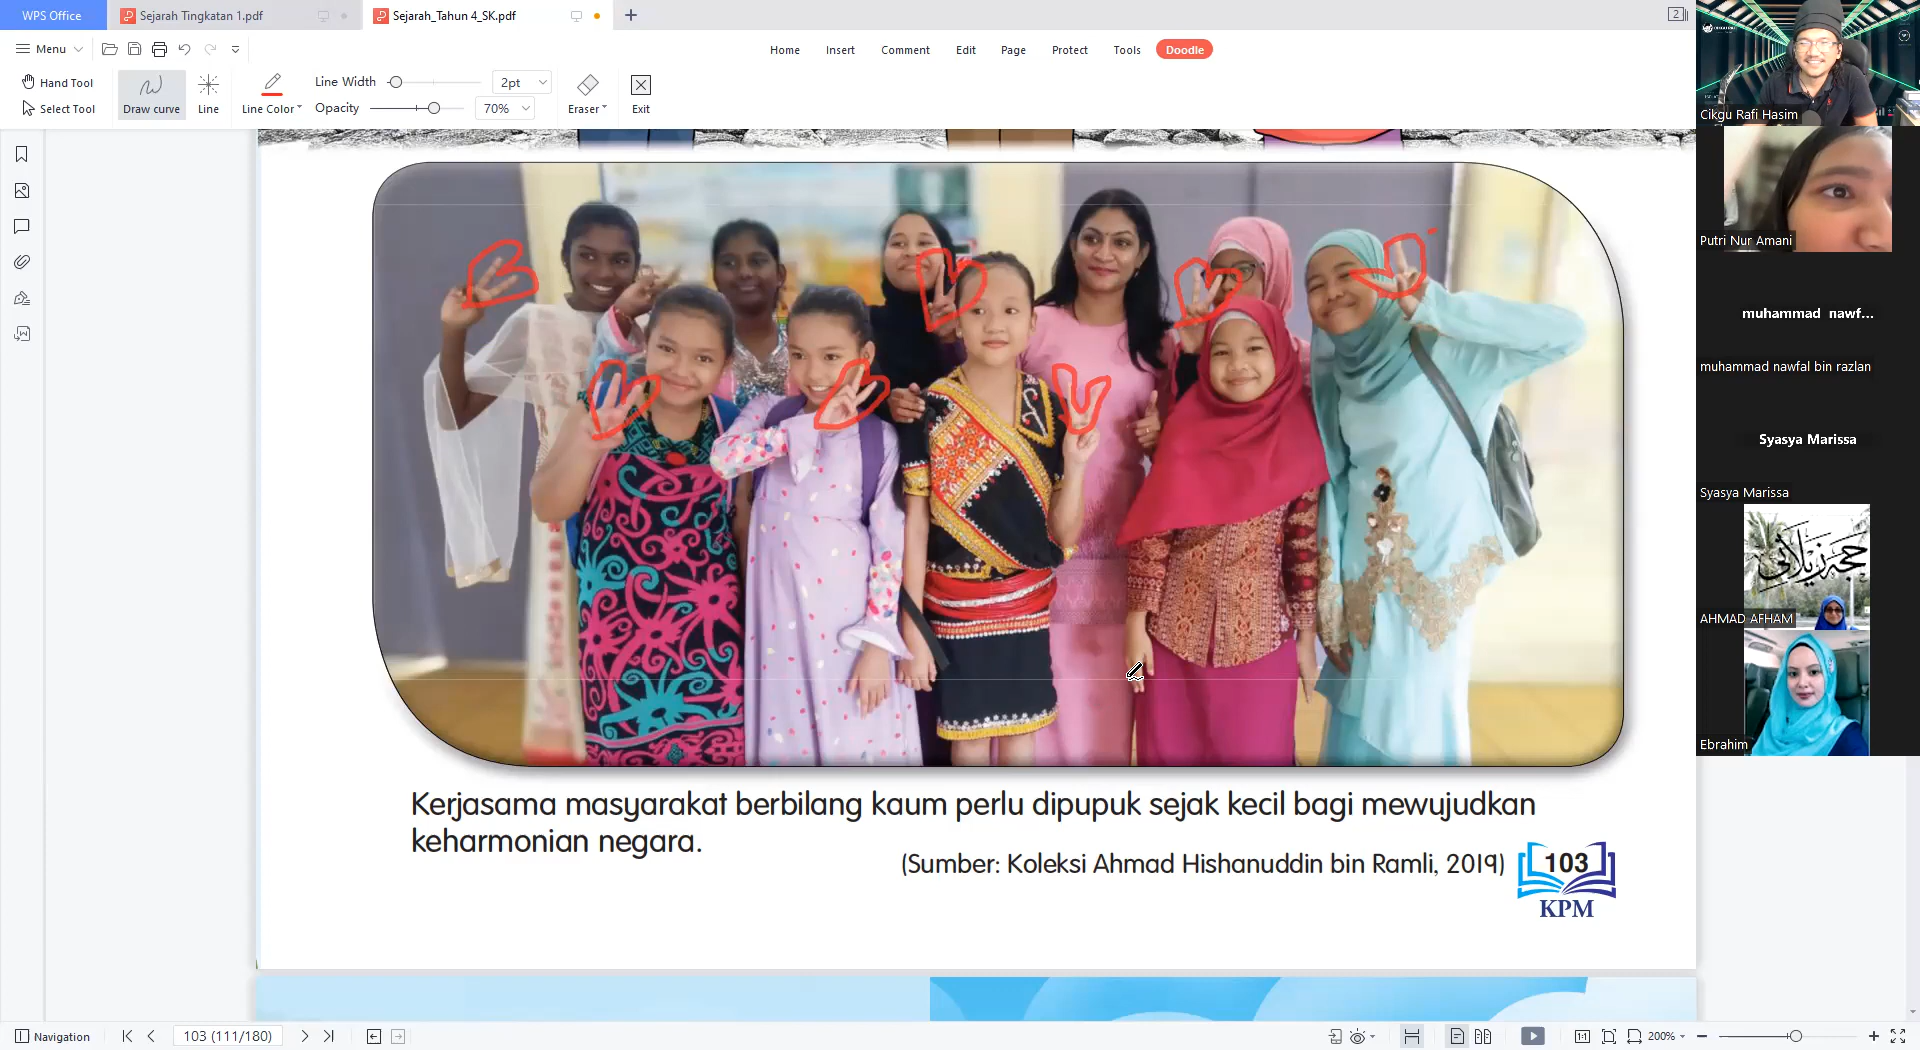 WPS Office
Sejarah Tingkatan 1.pdf
Sejarah_Tahun 4_SK.pdf
2
Menu
Home
Insert
Comment
Edit
Page
Protect
Tools
Doodle
Hand Tool
Select Tool
Draw curve
Line
Line Color
Line Width
2pt
Opacity
70%
Eraser
Exit
Cikgu Rafi Hasim
Putri Nur Amani
muhammad nawf...
muhammad nawfal bin razlan
Syasya Marissa
Syasya Marissa
AHMAD AFHAM
Ebrahim
Kerjasama masyarakat berbilang kaum perlu dipupuk sejak kecil bagi mewujudkan
keharmonian negara.
(Sumber: Koleksi Ahmad Hishanuddin bin Ramli, 2019)
103
KPM
Navigation
103 (111/180)
1:1
200%